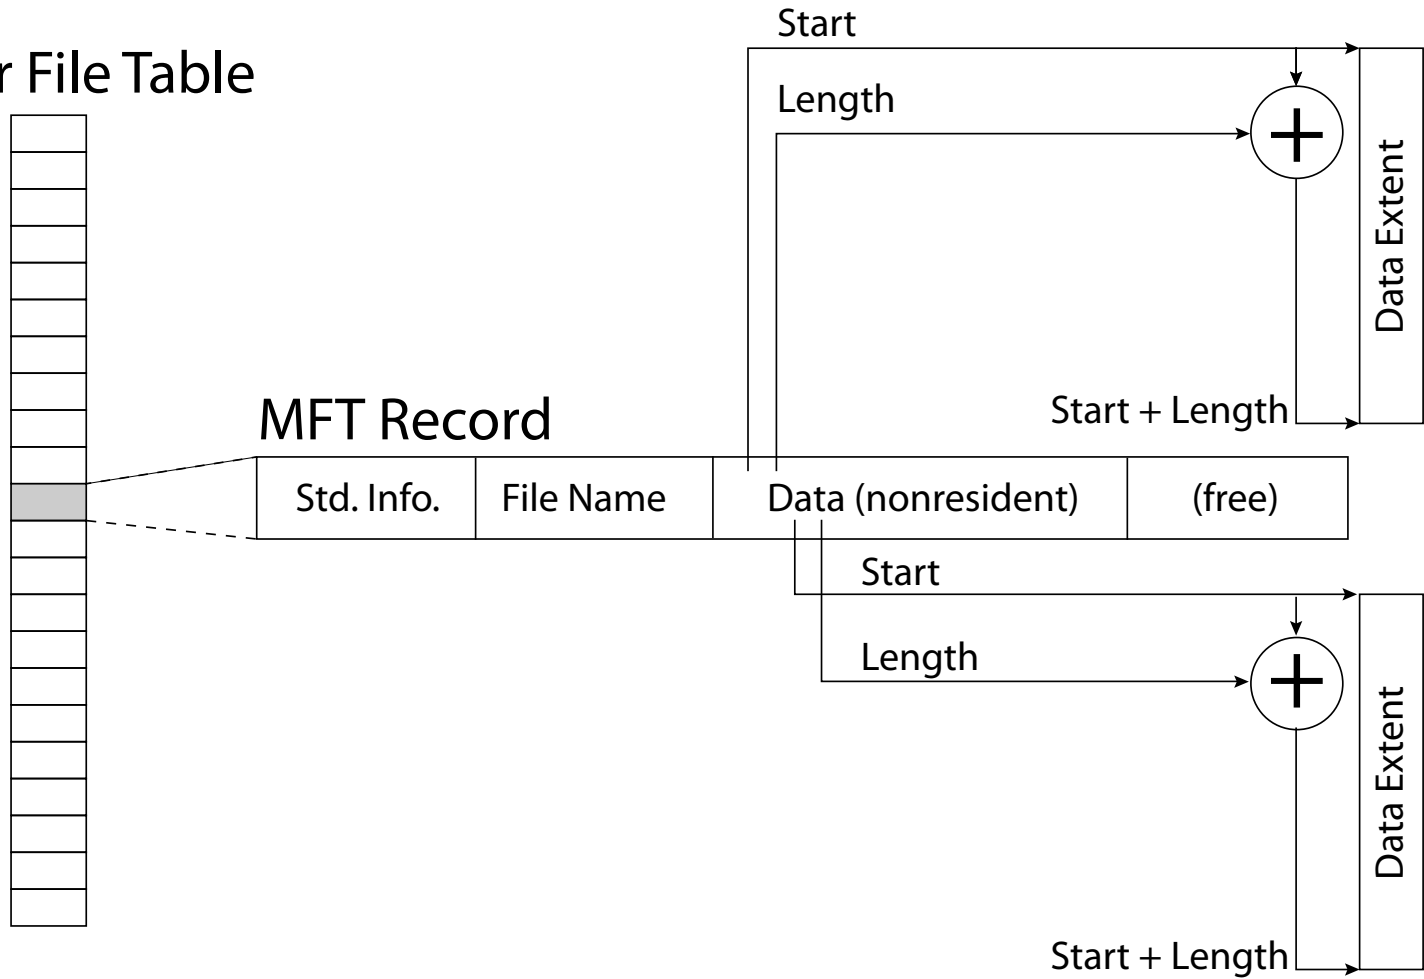 r File Table
Start
Length
Data Extent
Start + Length
MFT Record
Std. Info.
File Name
Data (nonresident)
(free)
Start
Length
Data Extent
Start + Length